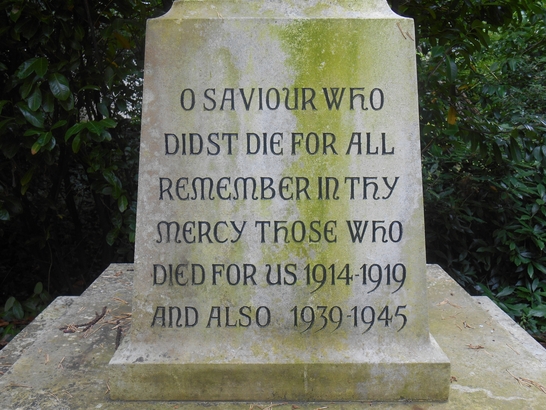 O SAVIOUR WHO
DIDST DIE FOR ALL
REMEMBER IN THY
MERCY THOSE WHO
DIED FOR US 1914-1919
AND ALSO 1939-1945